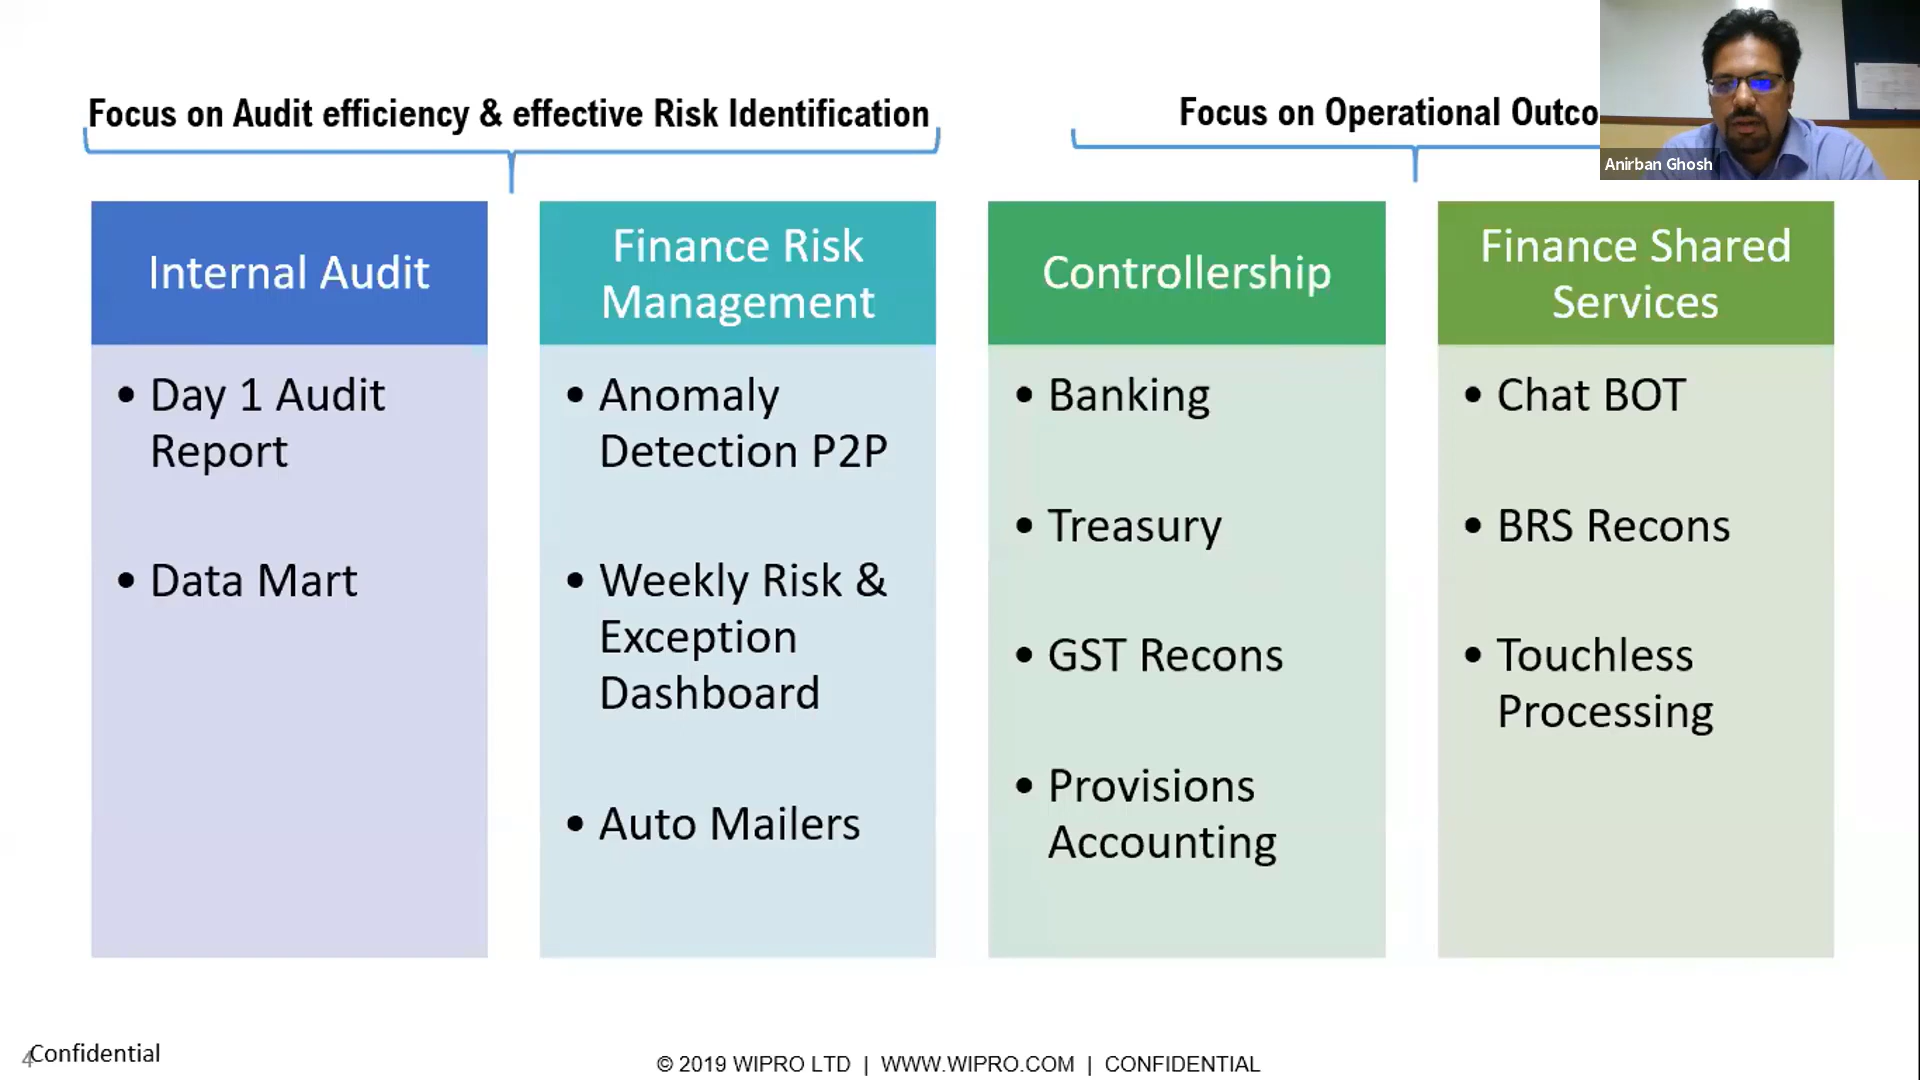 Focus on Audit efficiency & effective Risk Identification
Focus on Operational
Anirban Ghosh
Internal Audit
• Day 1 Audit
Report
• Data Mart
Finance Risk
Management
• Anomaly
Detection P2P
• Weekly Risk &
Exception
Dashboard
• Auto Mailers
Controllership
• Banking
• Treasury
• GST Recons
• Provisions
Accounting
Finance Shared
Services
• Chat BOT
• BRS Recons
• Touchless
Processing
4
Confidential
© 2019 WIPRO LTD | WWW.WIPRO.COM | CONFIDENTIAL